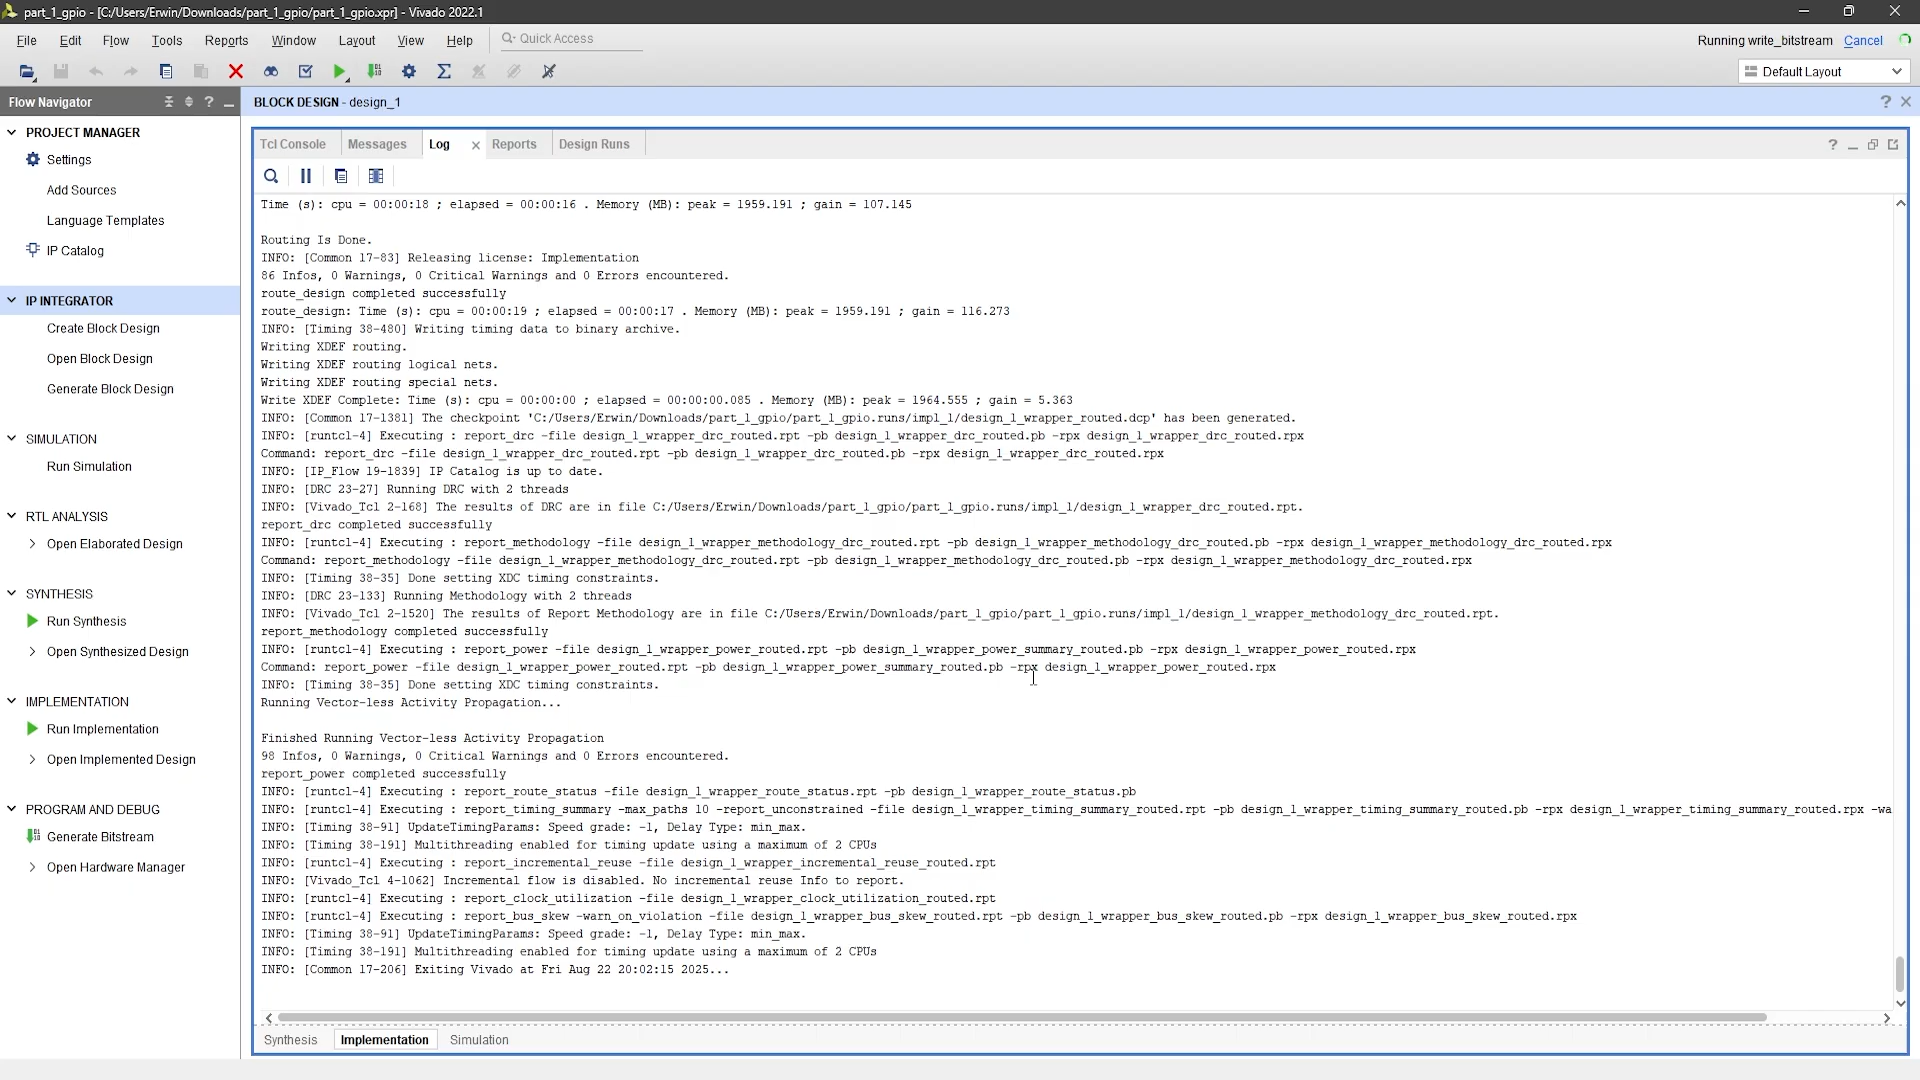 part_1_gpio - [C:/Users/Erwin/Downloads/part_1_gpio/part_1_gpio.xpr] - Vivado 2022.1
File Edit Flow Tools Reports Window Layout View Help Quick Access
Running write_bitstream Cancel
Default Layout
Flow Navigator
PROJECT MANAGER
Settings
Add Sources
Language Templates
IP Catalog
IP INTEGRATOR
Create Block Design
Open Block Design
Generate Block Design
SIMULATION
Run Simulation
RTL ANALYSIS
Open Elaborated Design
SYNTHESIS
Run Synthesis
Open Synthesized Design
IMPLEMENTATION
Run Implementation
Open Implemented Design
PROGRAM AND DEBUG
Generate Bitstream
Open Hardware Manager
BLOCK DESIGN - design_1
Tcl Console Messages Log Reports Design Runs
Time (s): cpu = 00:00:18 ; elapsed = 00:00:16 . Memory (MB): peak = 1959.191 ; gain = 107.145
Routing Is Done.
INFO: [Common 17-83] Releasing license: Implementation
86 Infos, 0 Warnings, 0 Critical Warnings and 0 Errors encountered.
route_design completed successfully
route_design: Time (s): cpu = 00:00:19 ; elapsed = 00:00:17 . Memory (MB): peak = 1959.191 ; gain = 116.273
INFO: [Timing 38-480] Writing timing data to binary archive.
Writing XDEF routing.
Writing XDEF routing logical nets.
Writing XDEF routing special nets.
Write XDEF Complete: Time (s): cpu = 00:00:00 ; elapsed = 00:00:00.085 . Memory (MB): peak = 1964.555 ; gain = 5.363
INFO: [Common 17-1381] The checkpoint 'C:/Users/Erwin/Downloads/part_1_gpio/part_1_gpio.runs/impl_1/design_1_wrapper_routed.dcp' has been generated.
INFO: [runtcl-4] Executing : report_drc -file design_1_wrapper_drc_routed.rpt -pb design_1_wrapper_drc_routed.pb -rpx design_1_wrapper_drc_routed.rpx
Command: report_drc -file design_1_wrapper_drc_routed.rpt -pb design_1_wrapper_drc_routed.pb -rpx design_1_wrapper_drc_routed.rpx
INFO: [IP_Flow 19-1839] IP Catalog is up to date.
INFO: [DRC 23-27] Running DRC with 2 threads
INFO: [Vivado_Tcl 2-168] The results of DRC are in file C:/Users/Erwin/Downloads/part_1_gpio/part_1_gpio.runs/impl_1/design_1_wrapper_drc_routed.rpt.
report_drc completed successfully
INFO: [runtcl-4] Executing : report_methodology -file design_1_wrapper_methodology_drc_routed.rpt -pb design_1_wrapper_methodology_drc_routed.pb -rpx design_1_wrapper_methodology_drc_routed.rpx
Command: report_methodology -file design_1_wrapper_methodology_drc_routed.rpt -pb design_1_wrapper_methodology_drc_routed.pb -rpx design_1_wrapper_methodology_drc_routed.rpx
INFO: [Timing 38-35] Done setting XDC timing constraints.
INFO: [DRC 23-133] Running Methodology with 2 threads
INFO: [Vivado_Tcl 2-1520] The results of Report Methodology are in file C:/Users/Erwin/Downloads/part_1_gpio/part_1_gpio.runs/impl_1/design_1_wrapper_methodology_drc_routed.rpt.
report_methodology completed successfully
INFO: [runtcl-4] Executing : report_power -file design_1_wrapper_power_routed.rpt -pb design_1_wrapper_power_summary_routed.pb -rpx design_1_wrapper_power_routed.rpx
Command: report_power -file design_1_wrapper_power_routed.rpt -pb design_1_wrapper_power_summary_routed.pb -rpx design_1_wrapper_power_routed.rpx
INFO: [Timing 38-35] Done setting XDC timing constraints.
Running Vector-less Activity Propagation...
Finished Running Vector-less Activity Propagation
98 Infos, 0 Warnings, 0 Critical Warnings and 0 Errors encountered.
report_power completed successfully
INFO: [runtcl-4] Executing : report_route_status -file design_1_wrapper_route_status.rpt -pb design_1_wrapper_route_status.pb
INFO: [runtcl-4] Executing : report_timing_summary -max_paths 10 -report_unconstrained -file design_1_wrapper_timing_summary_routed.rpt -pb design_1_wrapper_timing_summary_routed.pb -rpx design_1_wrapper_timing_summary_routed.rpx -wa
INFO: [Timing 38-91] UpdateTimingParams: Speed grade: -1, Delay Type: min_max.
INFO: [Timing 38-191] Multithreading enabled for timing update using a maximum of 2 CPUs
INFO: [runtcl-4] Executing : report_incremental_reuse -file design_1_wrapper_incremental_reuse_routed.rpt
INFO: [Vivado_Tcl 4-1062] Incremental flow is disabled. No incremental reuse Info to report.
INFO: [runtcl-4] Executing : report_clock_utilization -file design_1_wrapper_clock_utilization_routed.rpt
INFO: [runtcl-4] Executing : report_bus_skew -warn_on_violation -file design_1_wrapper_bus_skew_routed.rpt -pb design_1_wrapper_bus_skew_routed.pb -rpx design_1_wrapper_bus_skew_routed.rpx
INFO: [Timing 38-91] UpdateTimingParams: Speed grade: -1, Delay Type: min_max.
INFO: [Timing 38-191] Multithreading enabled for timing update using a maximum of 2 CPUs
INFO: [Common 17-206] Exiting Vivado at Fri Aug 22 20:02:15 2025...
Synthesis Implementation Simulation